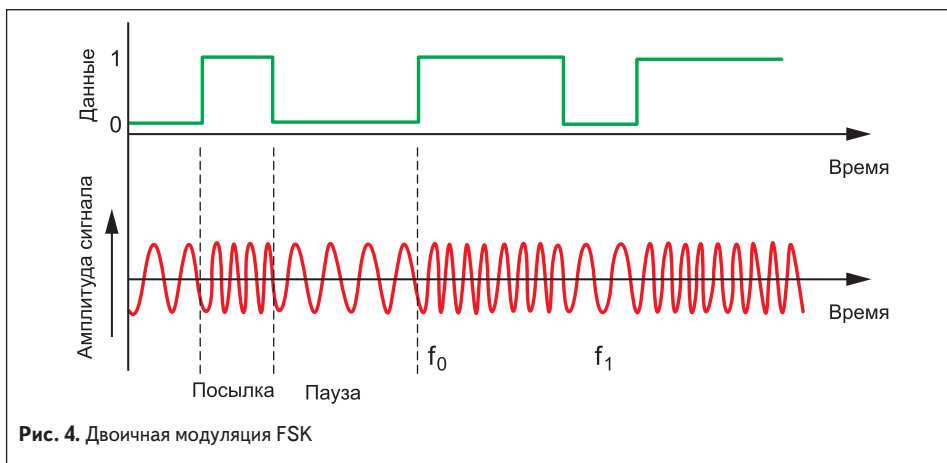 Данные
1
0
Время
Амплитуда сигнала
Время
f₀
f₁
Посылка
Пауза
Рис. 4. Двоичная модуляция FSK